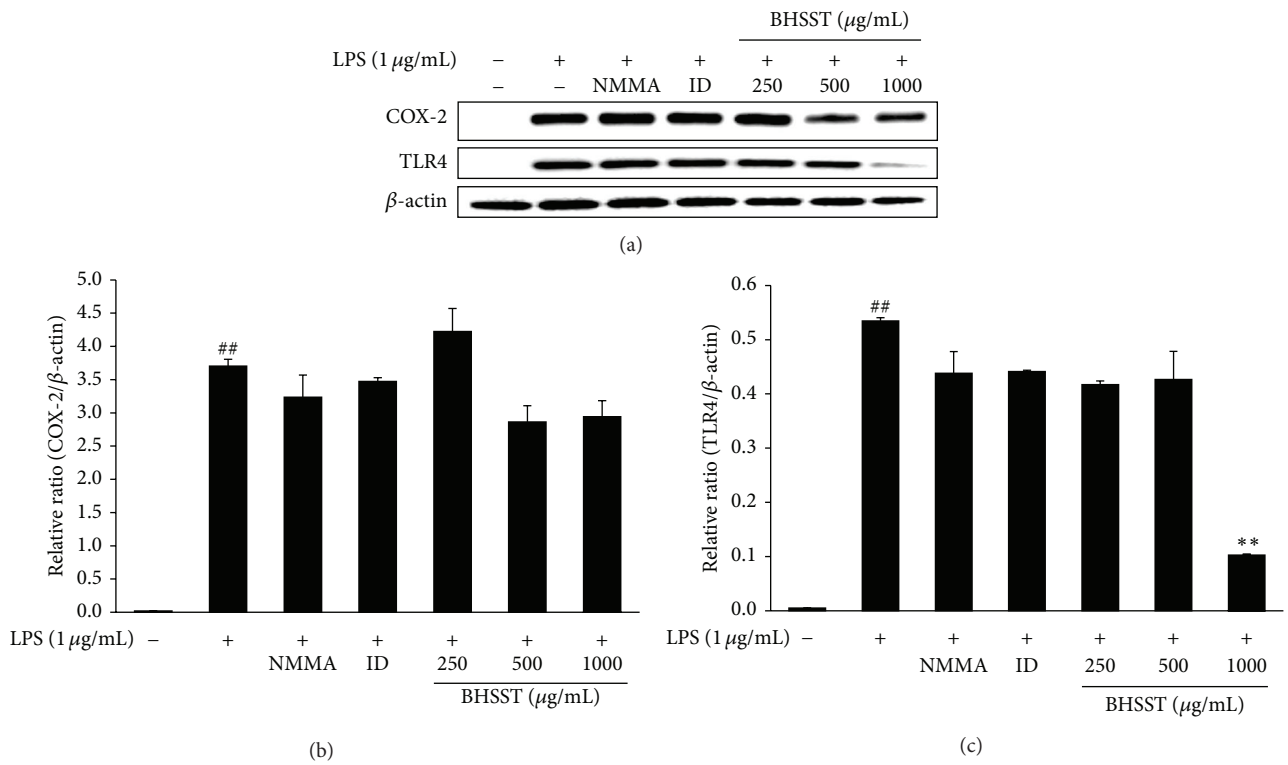 BHSST (μg/mL)
LPS (1 μg/mL) − + + + + + +
− − NMMA ID 250 500 1000
COX-2
TLR4
β-actin
(a)
Relative ratio (COX-2/β-actin)
5.0
4.5
4.0
3.5
3.0
2.5
2.0
1.5
1.0
0.5
0.0
##
LPS (1 μg/mL) − + + + + + +
NMMA ID 250 500 1000
BHSST (μg/mL)
(b)
Relative ratio (TLR4/β-actin)
0.6
0.5
0.4
0.3
0.2
0.1
0.0
##
**
LPS (1 μg/mL) − + + + + + +
NMMA ID 250 500 1000
BHSST (μg/mL)
(c)